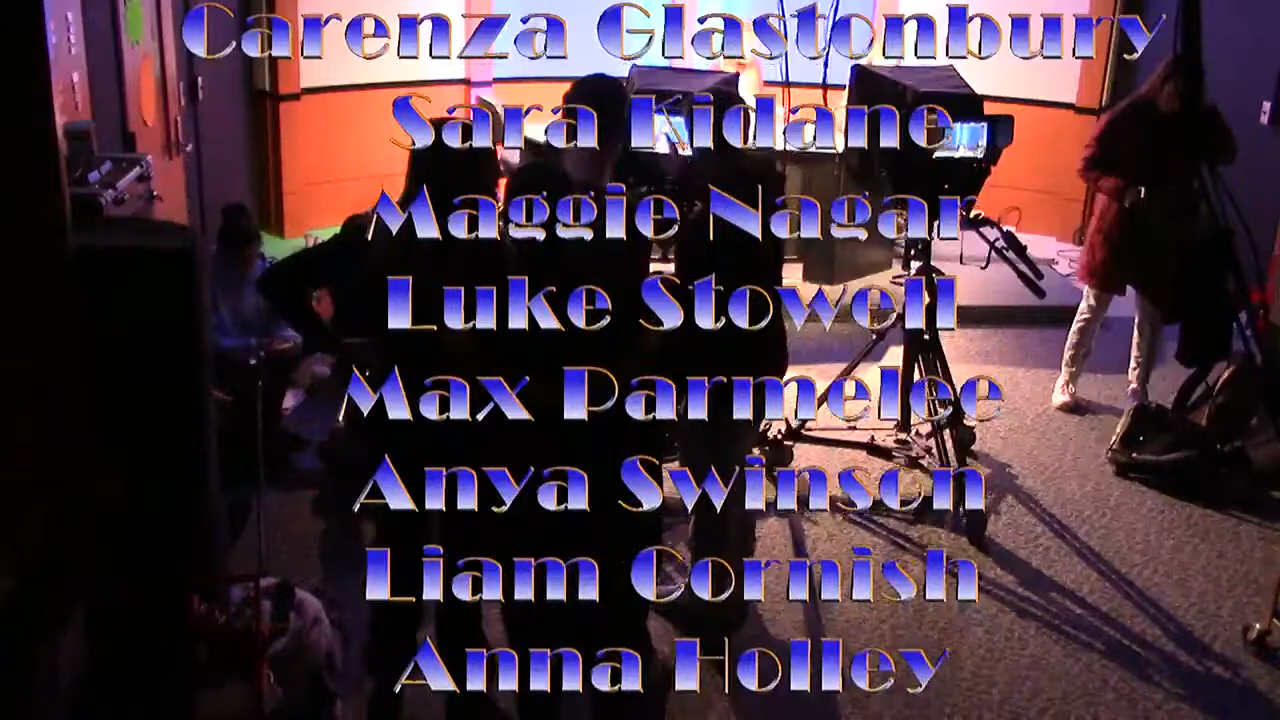 Carenza Glastonbury
Sara Kidane
Maggie Nagar
Luke Stowell
Max Parmelee
Anya Swinson
Liam Cornish
Anna Holley